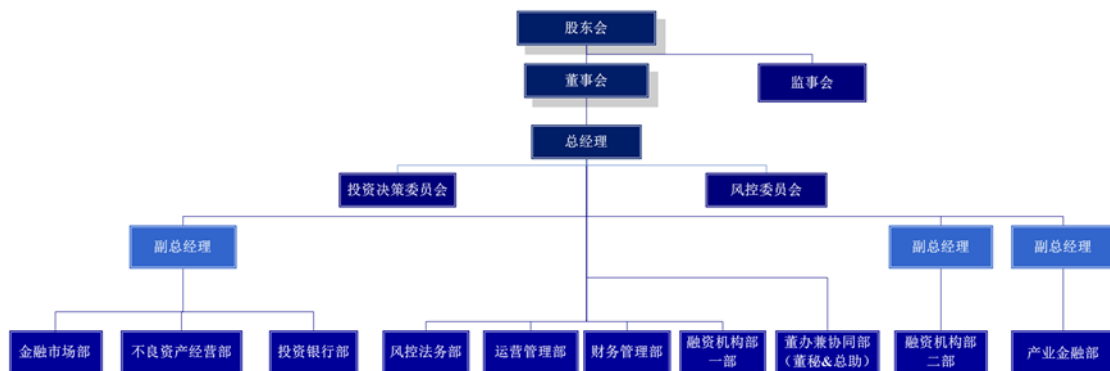 股东会
董事会
监事会
总经理
投资决策委员会
风控委员会
副总经理
副总经理
副总经理
金融市场部
不良资产经营部
投资银行部
风控法务部
运营管理部
财务管理部
融资机构部
一部
董办兼协同部
（董秘&总助）
融资机构部
二部
产业金融部